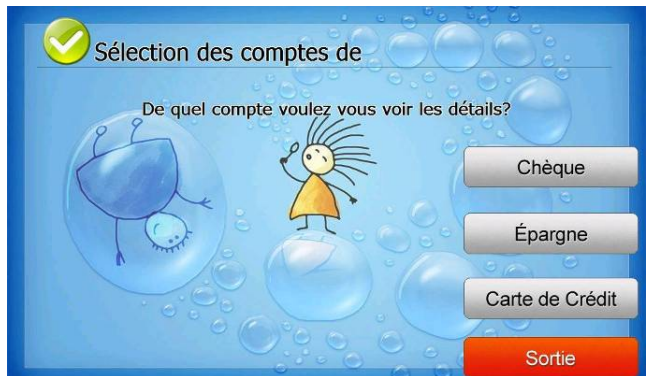 Sélection des comptes de
De quel compte voulez vous voir les détails?
Chèque
Épargne
Carte de Crédit
Sortie